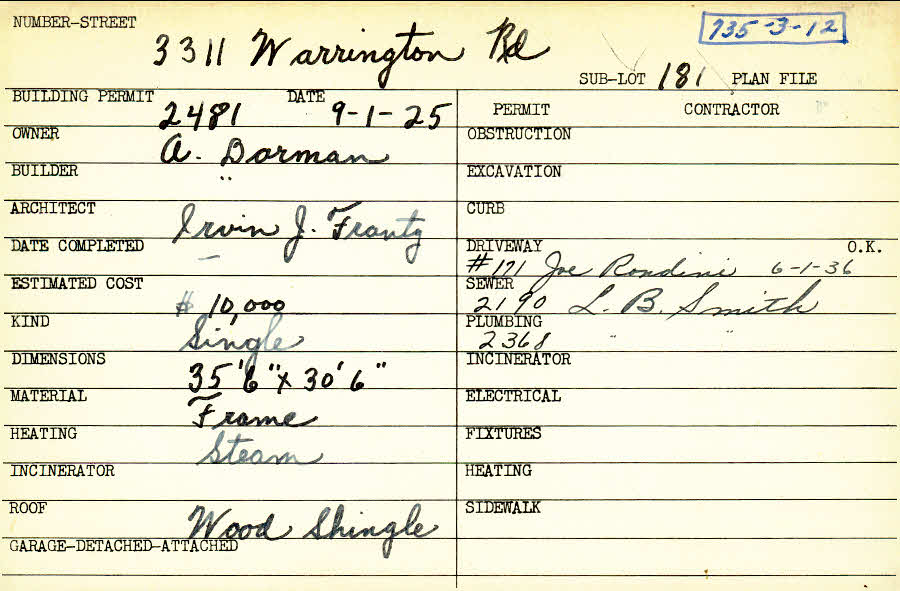 NUMBER-STREET
3311 Warrington Rd
735-3-12
SUB-LOT 181 PLAN FILE
BUILDING PERMIT 2481 DATE 9-1-25
PERMIT CONTRACTOR
OWNER A. Dorman
OBSTRUCTION
BUILDER "
EXCAVATION
ARCHITECT Irvin J. Frantz
CURB
DATE COMPLETED —
DRIVEWAY O.K.
#171 Joe Rondini 6-1-36
ESTIMATED COST $10,000
SEWER
2190 L. B. Smith
KIND Single
PLUMBING
2368 " "
DIMENSIONS 35'6" x 30'6"
INCINERATOR
MATERIAL Frame
ELECTRICAL
HEATING Steam
FIXTURES
INCINERATOR
HEATING
ROOF Wood Shingle
SIDEWALK
GARAGE-DETACHED-ATTACHED